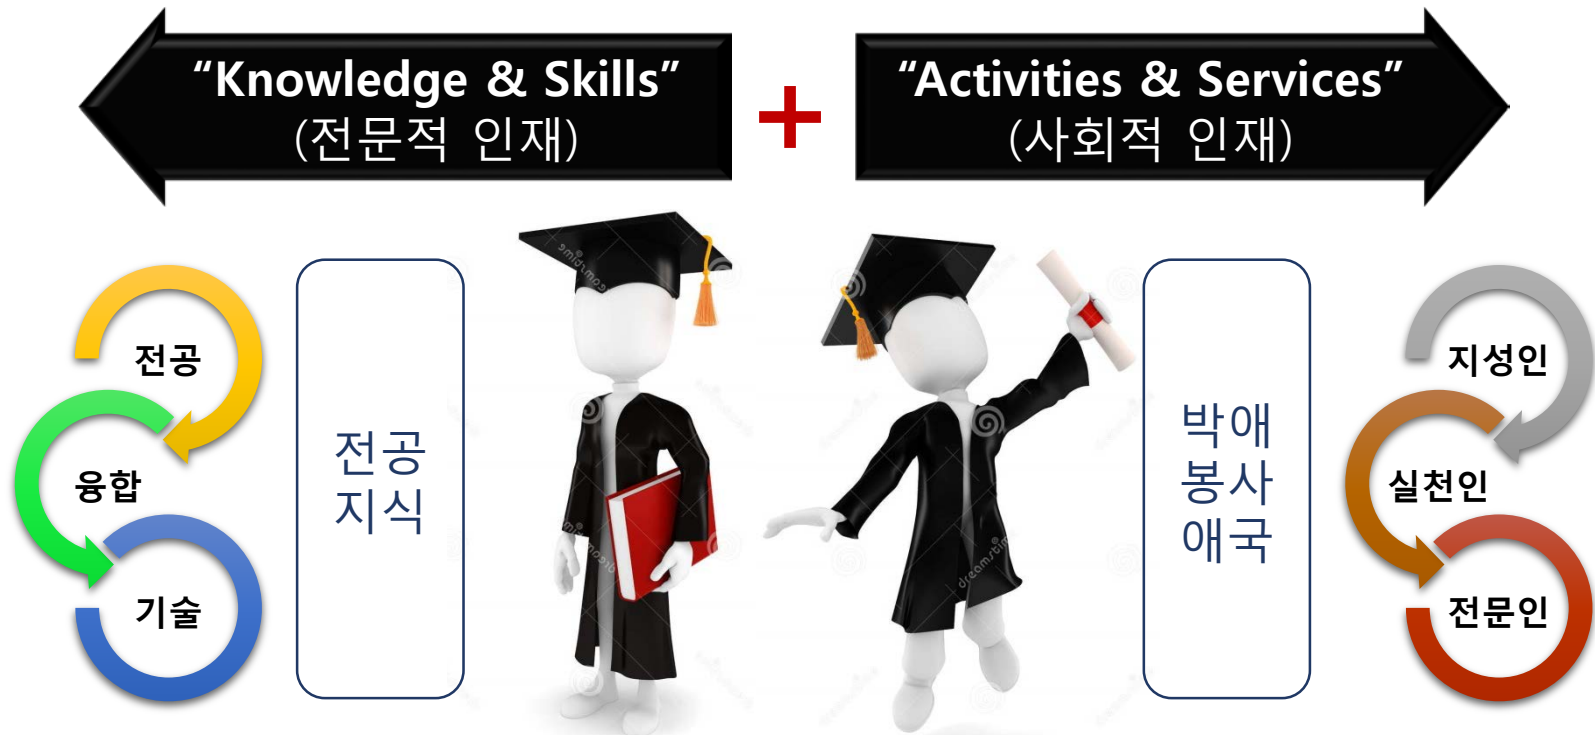 “Knowledge & Skills”
(전문적 인재)
+
“Activities & Services”
(사회적 인재)
전공
융합
기술
전공
지식
박애
봉사
애국
지성인
실천인
전문인
dreamstime